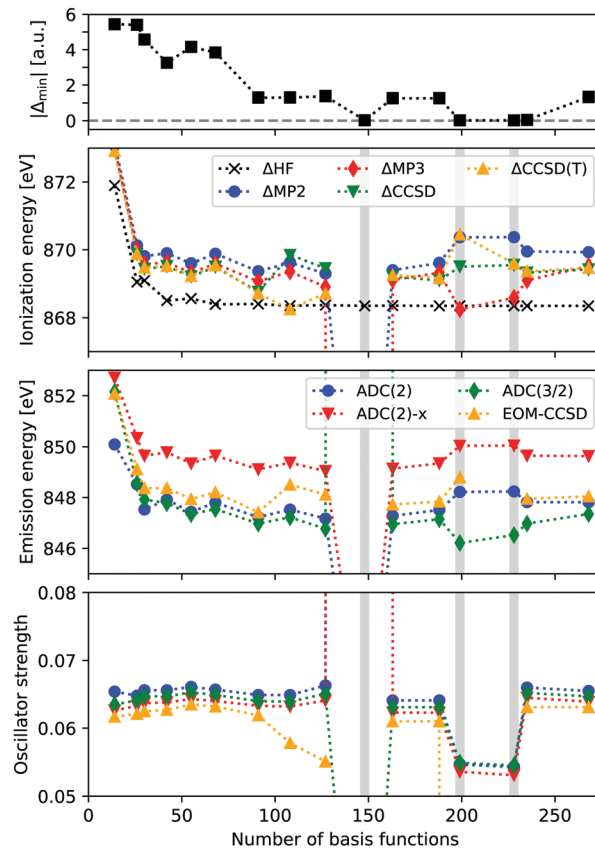 |Δmin| [a.u.]
6
4
2
0
Ionization energy [eV]
872
870
868
ΔHF
ΔMP2
ΔMP3
ΔCCSD
ΔCCSD(T)
Emission energy [eV]
852
850
848
846
ADC(2)
ADC(2)-x
ADC(3/2)
EOM-CCSD
Oscillator strength
0.08
0.07
0.06
0.05
0 50 100 150 200 250
Number of basis functions